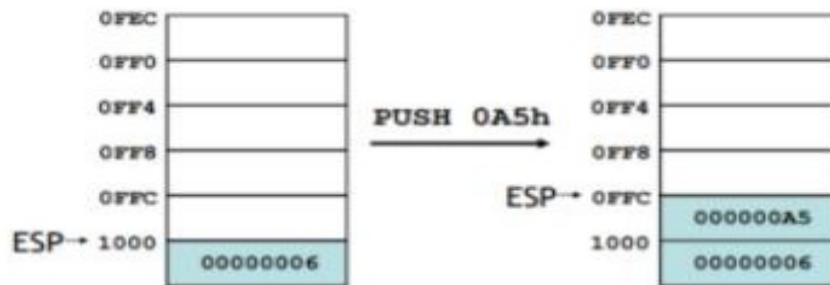 0FEC
0FF0
0FF4
0FF8
0FFC
ESP→ 1000
00000006
PUSH 0A5h
0FEC
0FF0
0FF4
0FF8
ESP→ 0FFC
000000A5
1000
00000006